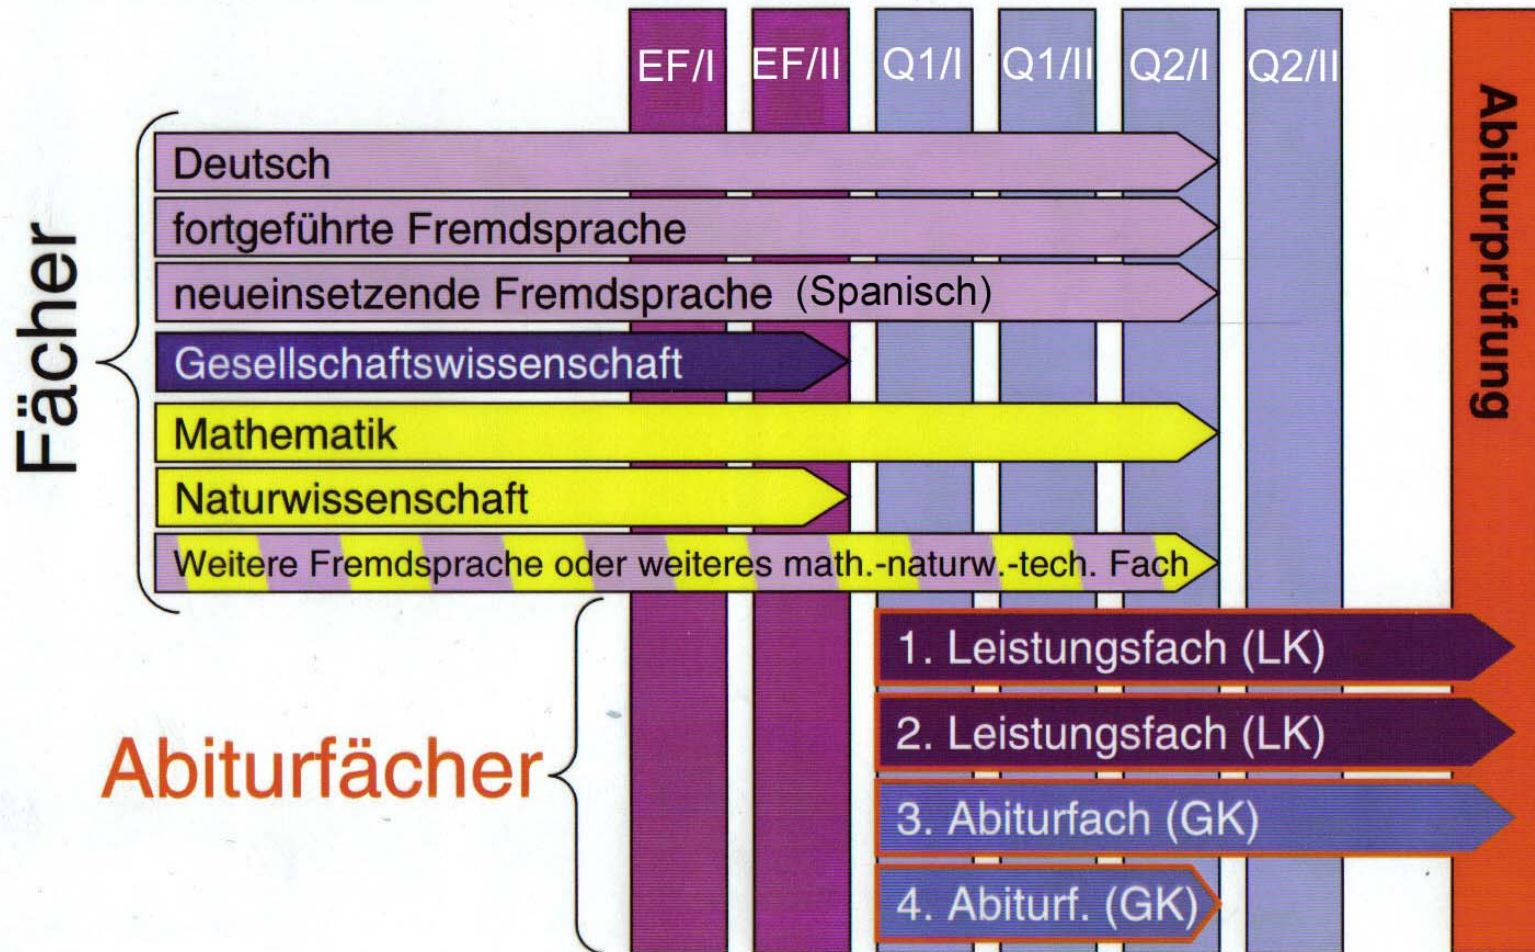 EF/I
EF/II
Q1/I
Q1/II
Q2/I
Q2/II
Abiturprüfung
Fächer
Deutsch
fortgeführte Fremdsprache
neueinsetzende Fremdsprache (Spanisch)
Gesellschaftswissenschaft
Mathematik
Naturwissenschaft
Weitere Fremdsprache oder weiteres math.-naturw.-tech. Fach
Abiturfächer
1. Leistungsfach (LK)
2. Leistungsfach (LK)
3. Abiturfach (GK)
4. Abiturf. (GK)